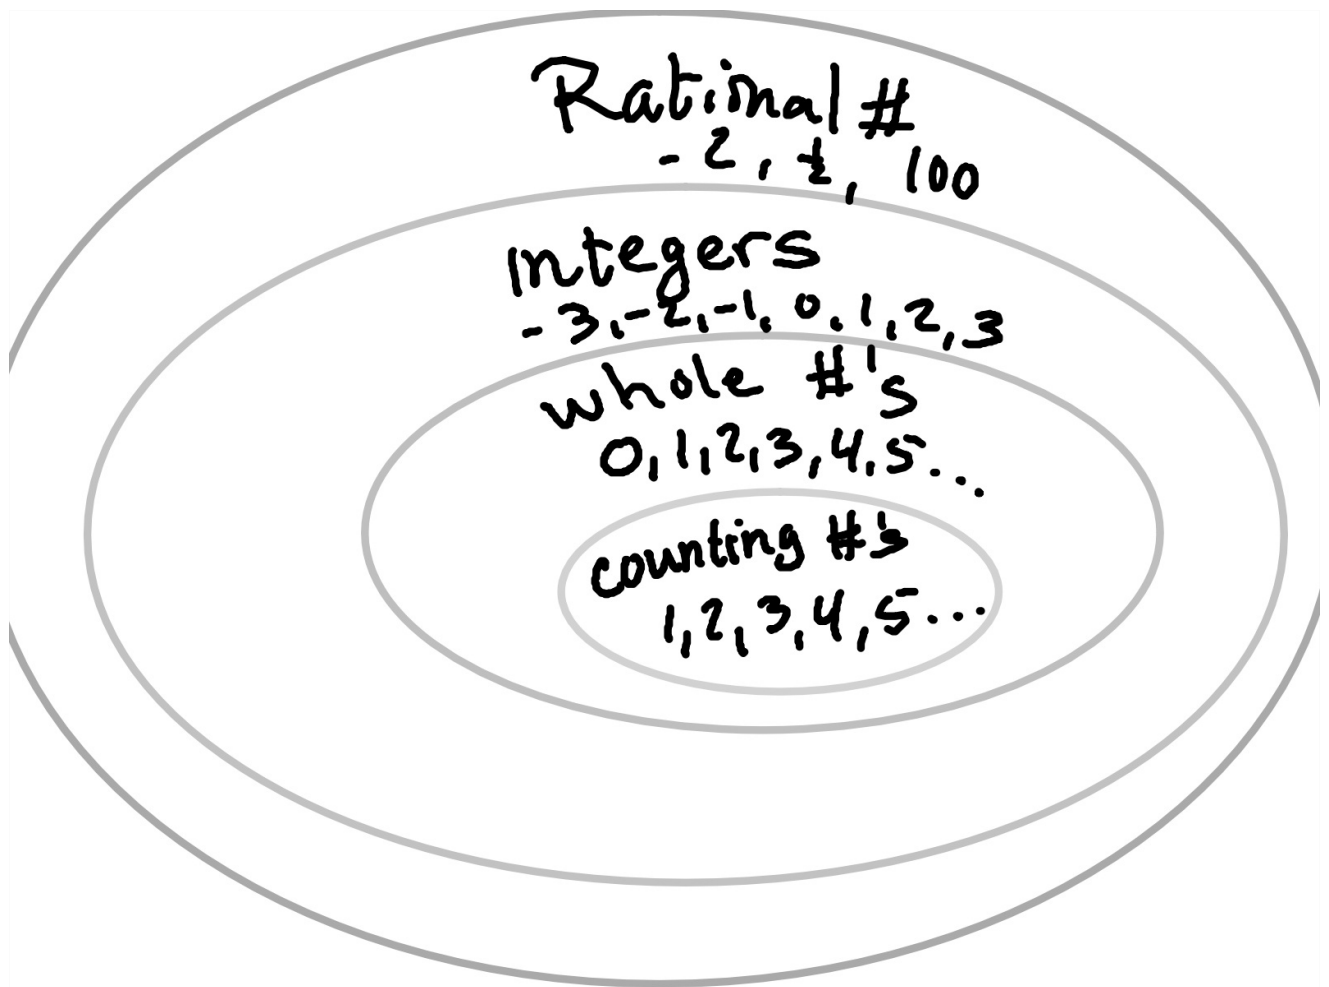 Rational #
-2, ½, 100
Integers
-3,-2,-1, 0,1,2,3
whole #'s
0,1,2,3,4,5...
counting #'s
1,2,3,4,5...